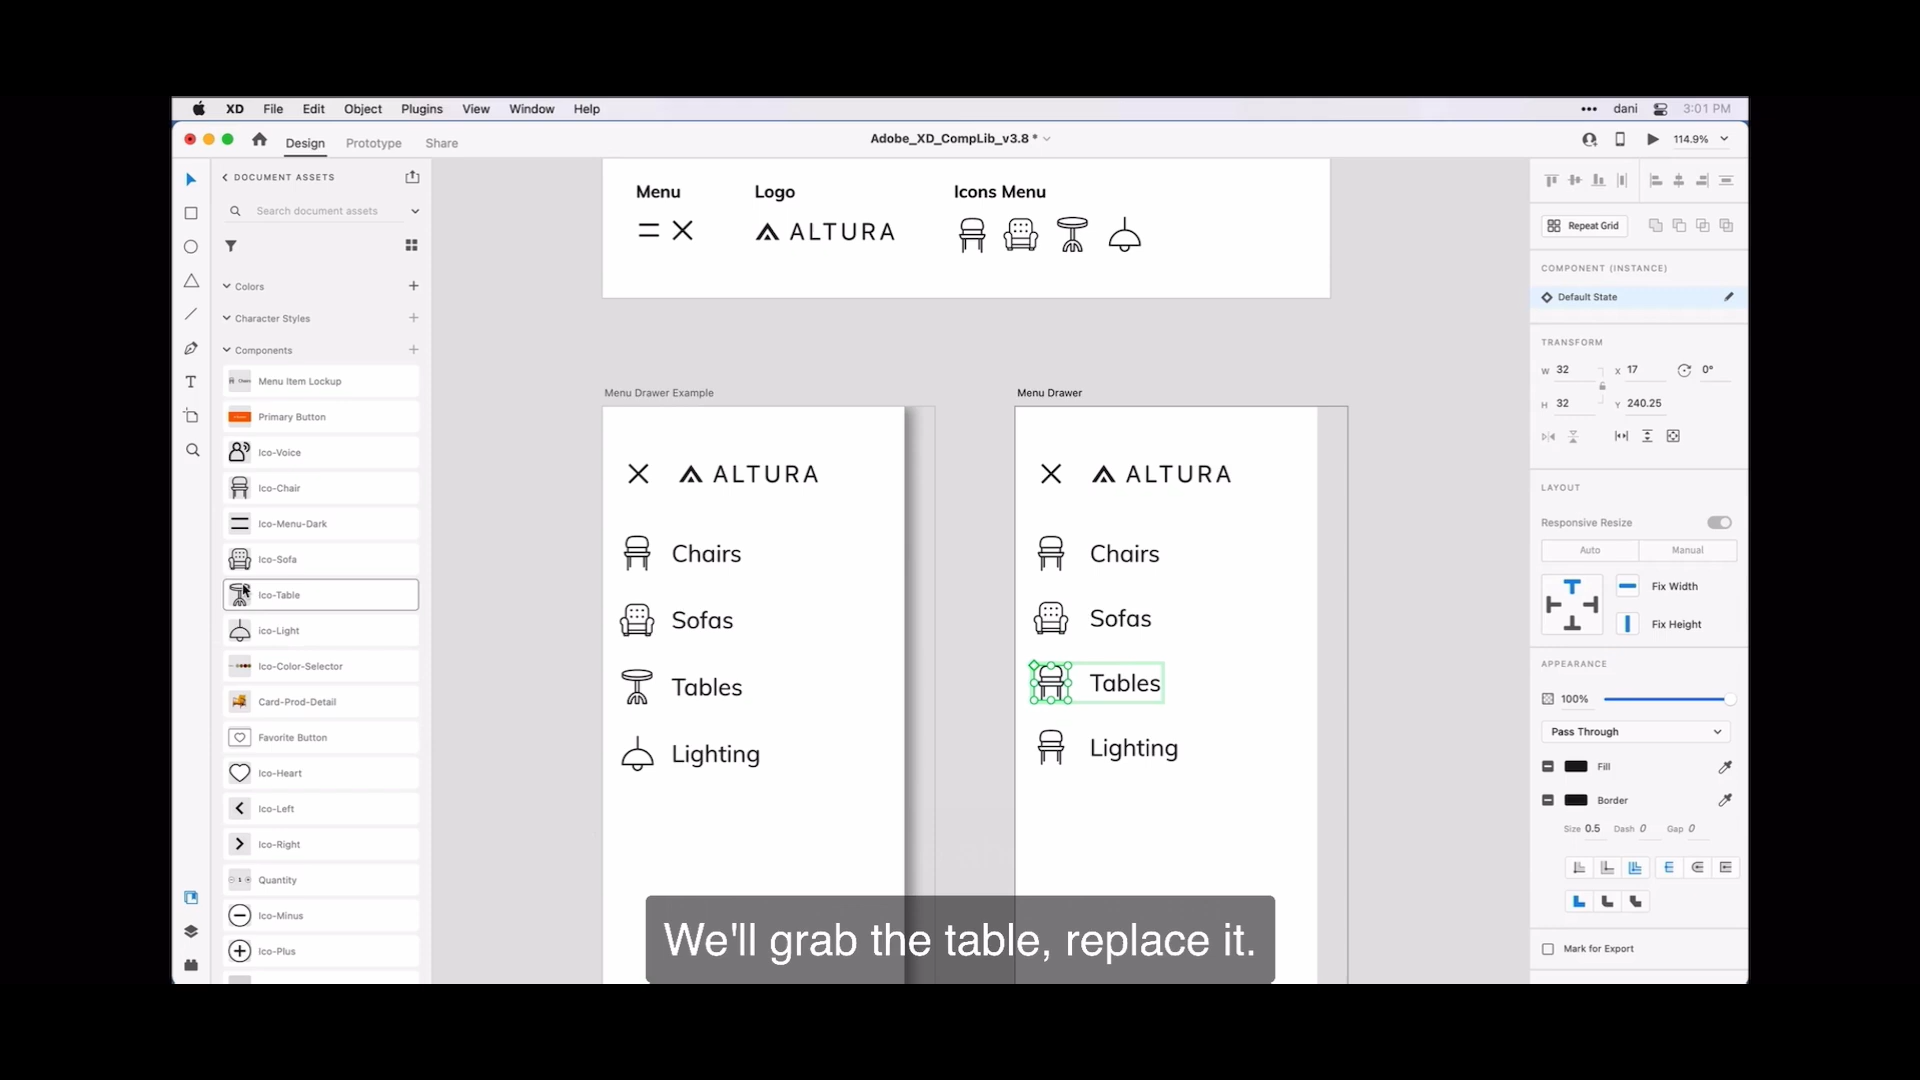 XD File Edit Object Plugins View Window Help
dani 3:01 PM
Design Prototype Share
Adobe_XD_CompLib_v3.8 *
114.9%
DOCUMENT ASSETS
Search document assets
Colors
Character Styles
Components
Menu Item Lockup
Primary Button
Ico-Voice
Ico-Chair
Ico-Menu-Dark
Ico-Sofa
Ico-Table
ico-Light
Ico-Color-Selector
Card-Prod-Detail
Favorite Button
Ico-Heart
Ico-Left
Ico-Right
Quantity
Ico-Minus
Ico-Plus
Menu Logo Icons Menu
ALTURA
Menu Drawer Example
ALTURA
Chairs
Sofas
Tables
Lighting
Menu Drawer
ALTURA
Chairs
Sofas
Tables
Lighting
We'll grab the table, replace it.
Repeat Grid
COMPONENT (INSTANCE)
Default State
TRANSFORM
W 32 X 17 0°
H 32 Y 240.25
LAYOUT
Responsive Resize
Auto Manual
Fix Width
Fix Height
APPEARANCE
100%
Pass Through
Fill
Border
Size 0.5 Dash 0 Gap 0
Mark for Export